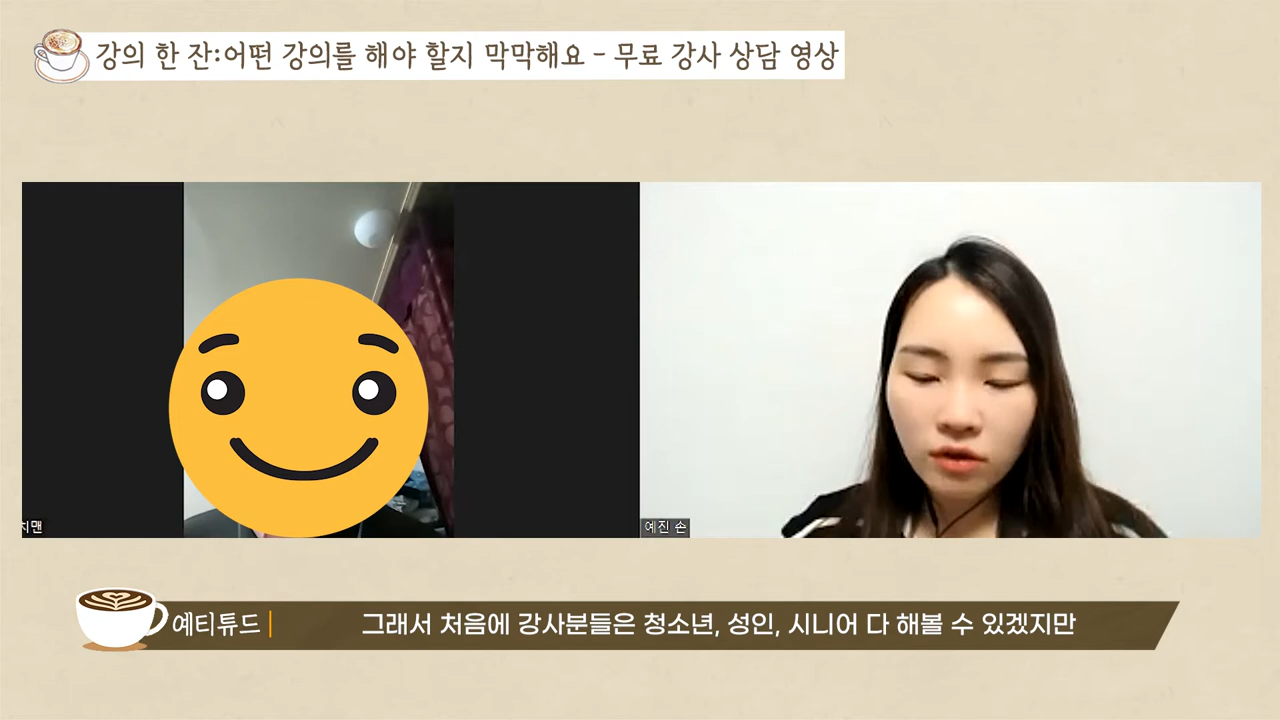 강의 한 잔:어떤 강의를 해야 할지 막막해요 - 무료 강사 상담 영상
치맨
예진 손
예티튜드
그래서 처음에 강사분들은 청소년, 성인, 시니어 다 해볼 수 있겠지만